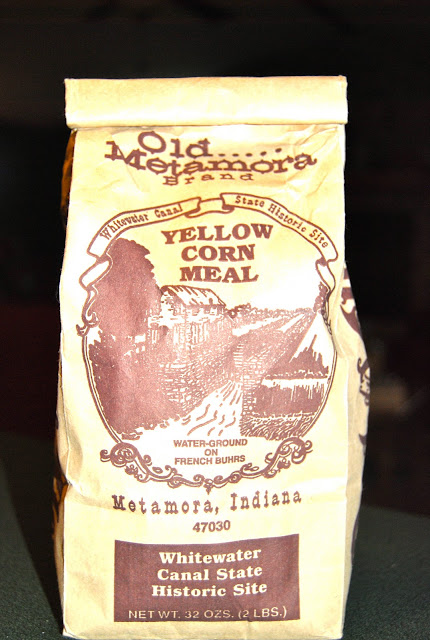 Old......
Metamora
Brand
Whitewater Canal State Historic Site
YELLOW
CORN
MEAL
WATER-GROUND
ON
FRENCH BUHRS
Metamora, Indiana
47030
Whitewater
Canal State
Historic Site
NET WT. 32 OZS. (2 LBS.)